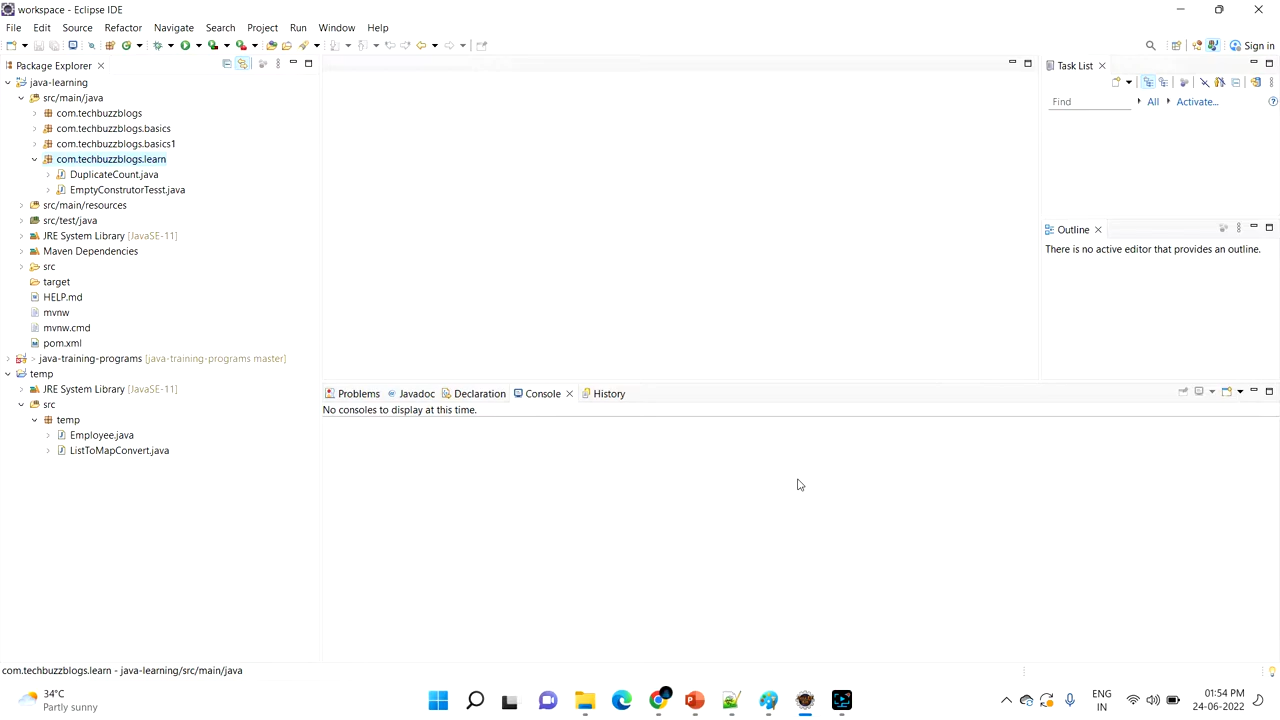 workspace - Eclipse IDE
File Edit Source Refactor Navigate Search Project Run Window Help
Sign in
Package Explorer
java-learning
src/main/java
com.techbuzzblogs
com.techbuzzblogs.basics
com.techbuzzblogs.basics1
com.techbuzzblogs.learn
DuplicateCount.java
EmptyConstrutorTesst.java
src/main/resources
src/test/java
JRE System Library [JavaSE-11]
Maven Dependencies
src
target
HELP.md
mvnw
mvnw.cmd
pom.xml
> java-training-programs [java-training-programs master]
temp
JRE System Library [JavaSE-11]
src
temp
Employee.java
ListToMapConvert.java
Task List
Find All Activate...
Outline
There is no active editor that provides an outline.
Problems Javadoc Declaration Console History
No consoles to display at this time.
com.techbuzzblogs.learn - java-learning/src/main/java
34°C
Partly sunny
ENG
IN
01:54 PM
24-06-2022